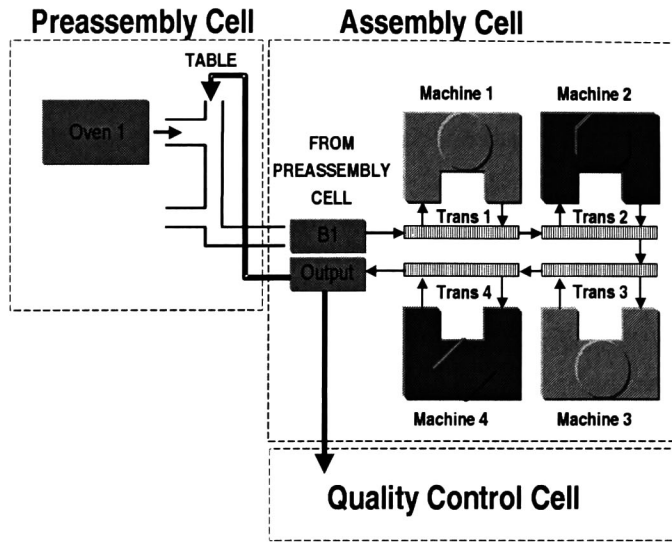 Preassembly Cell
Assembly Cell
TABLE
Oven 1
FROM
PREASSEMBLY
CELL
Machine 1
Machine 2
Trans 1
Trans 2
B1
Output
Trans 4
Trans 3
Machine 4
Machine 3
Quality Control Cell